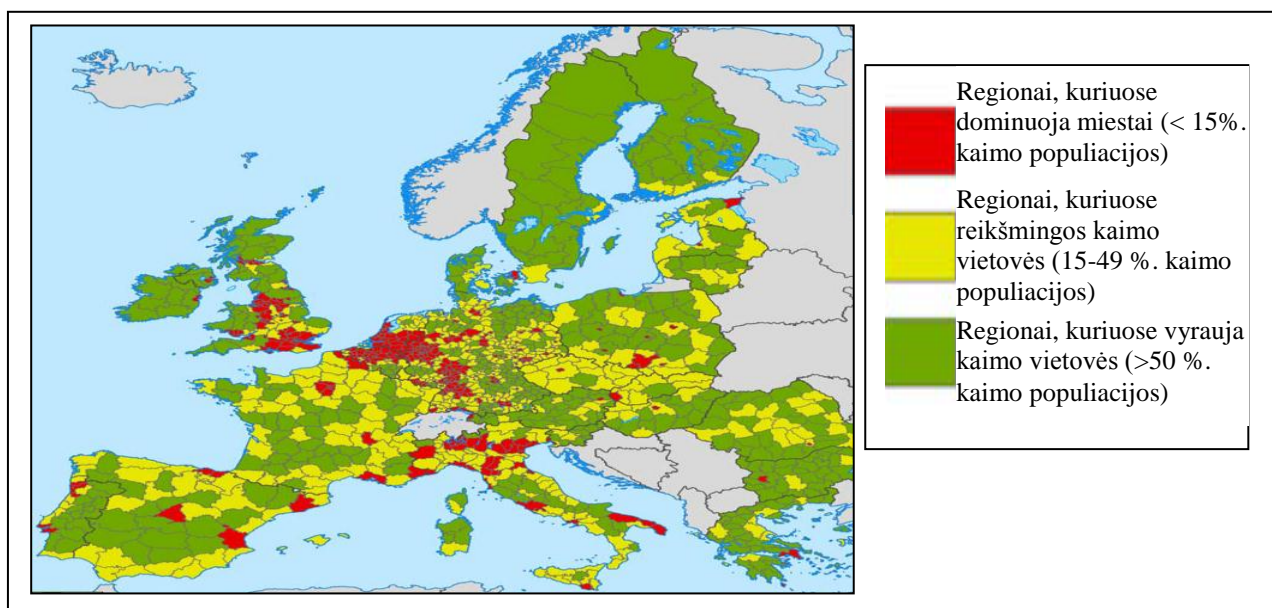 Regionai, kuriuose
dominuoja miestai (< 15%.
kaimo populiacijos)
Regionai, kuriuose
reikšmingos kaimo
vietovės (15-49 %. kaimo
populiacijos)
Regionai, kuriuose vyrauja
kaimo vietovės (>50 %.
kaimo populiacijos)